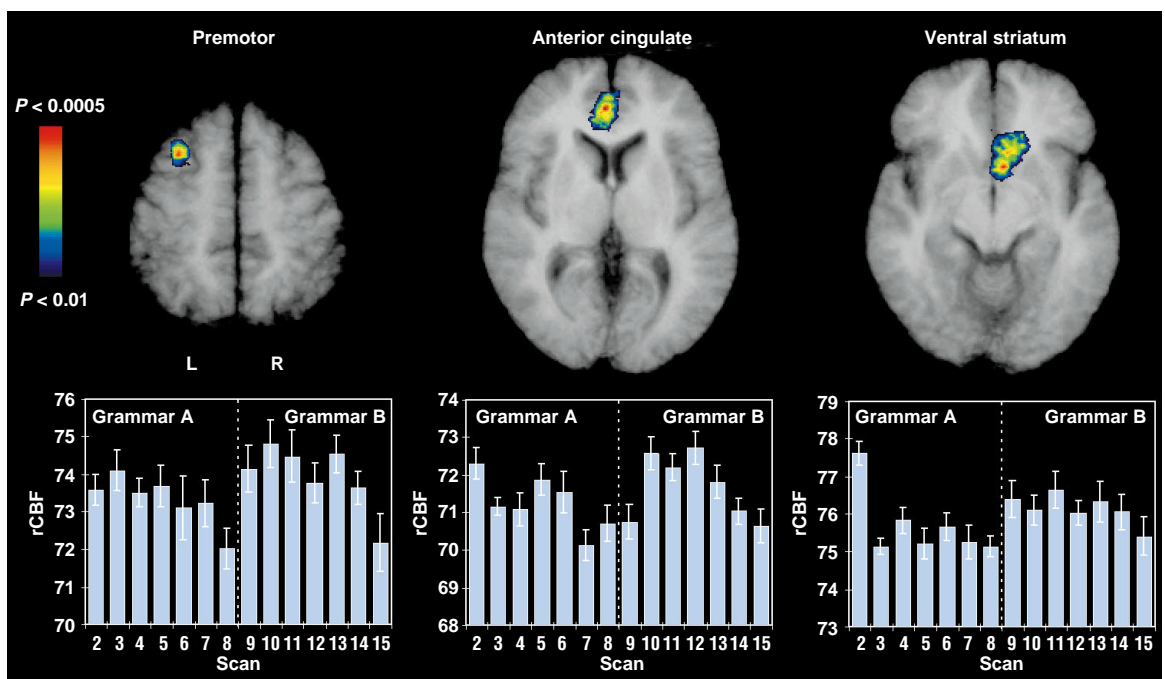 Premotor
Anterior cingulate
Ventral striatum
P < 0.0005
P < 0.01
L R
76
75
74
73
72
71
70
rCBF
Grammar A Grammar B
2 3 4 5 6 7 8 9 10 11 12 13 14 15
Scan
74
73
72
71
70
69
68
rCBF
Grammar A Grammar B
2 3 4 5 6 7 8 9 10 11 12 13 14 15
Scan
79
78
77
76
75
74
73
rCBF
Grammar A Grammar B
2 3 4 5 6 7 8 9 10 11 12 13 14 15
Scan